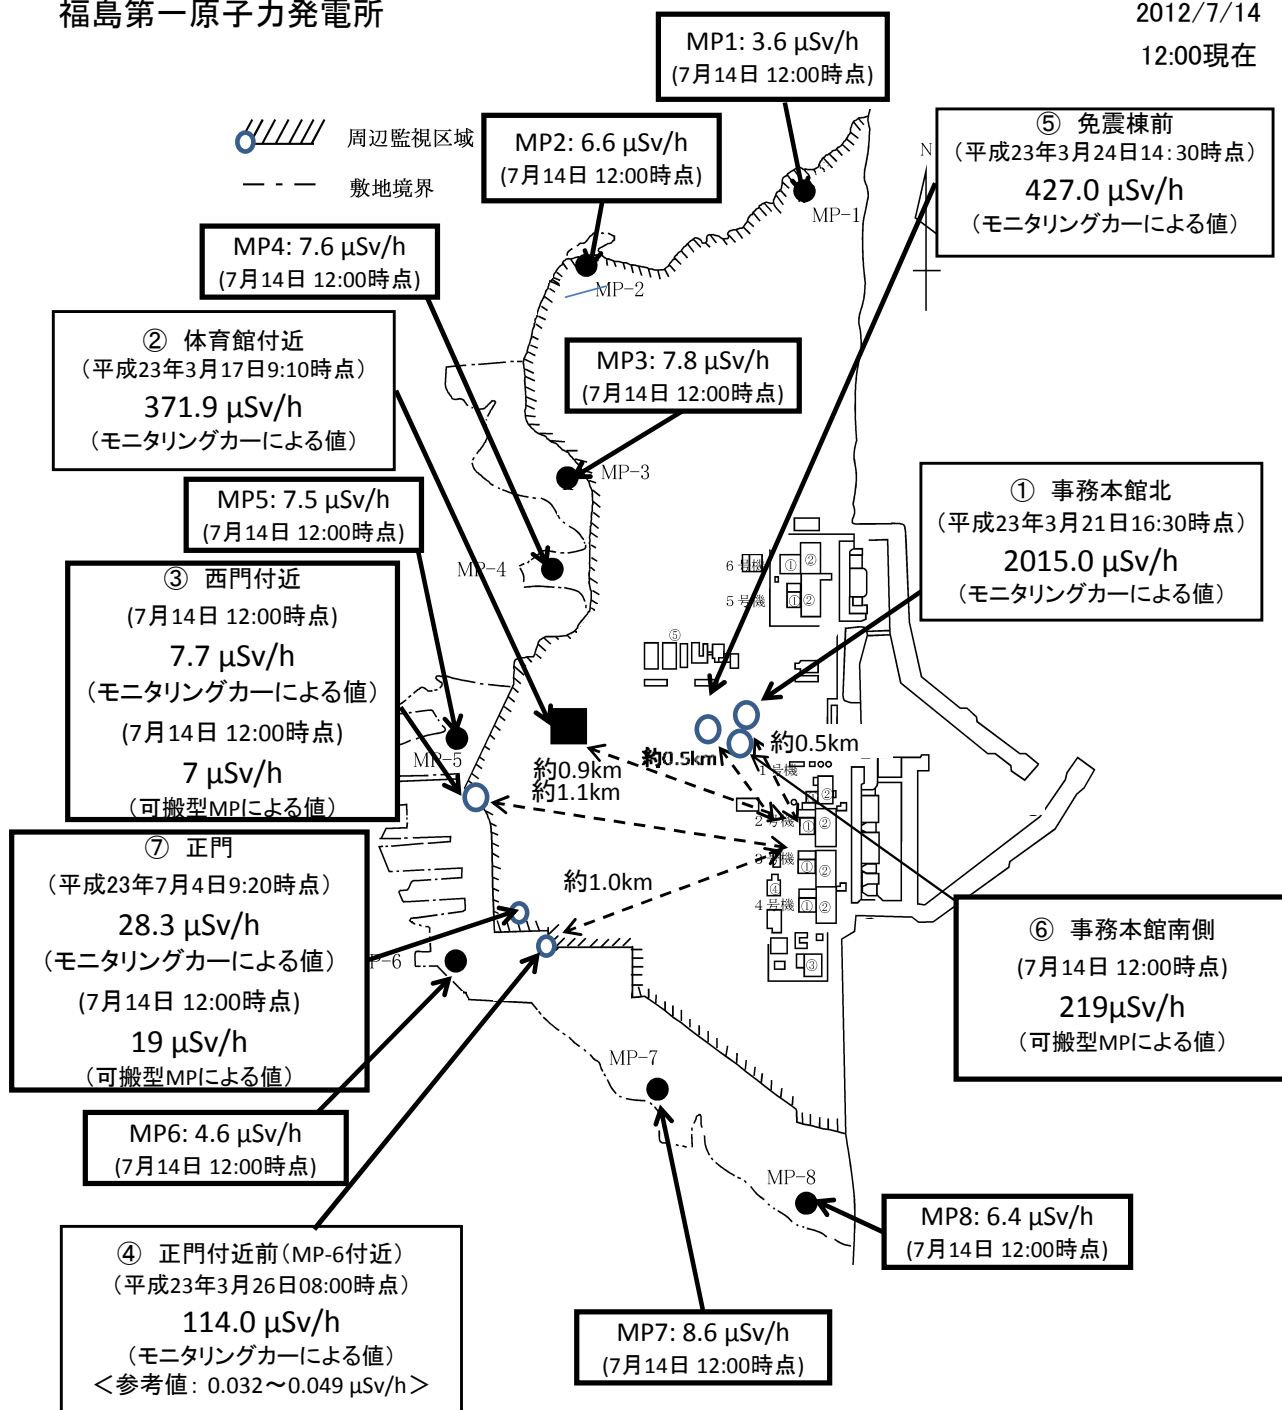 福島第一原子力発電所
2012/7/14
12:00現在
周辺監視区域
敷地境界
MP1: 3.6 μSv/h
(7月14日 12:00時点)
MP2: 6.6 μSv/h
(7月14日 12:00時点)
⑤ 免震棟前
(平成23年3月24日14:30時点)
427.0 μSv/h
(モニタリングカーによる値)
N
MP-1
MP4: 7.6 μSv/h
(7月14日 12:00時点)
MP-2
② 体育館付近
(平成23年3月17日9:10時点)
371.9 μSv/h
(モニタリングカーによる値)
MP3: 7.8 μSv/h
(7月14日 12:00時点)
MP-3
MP5: 7.5 μSv/h
(7月14日 12:00時点)
① 事務本館北
(平成23年3月21日16:30時点)
2015.0 μSv/h
(モニタリングカーによる値)
MP-4
③ 西門付近
(7月14日 12:00時点)
7.7 μSv/h
(モニタリングカーによる値)
(7月14日 12:00時点)
7 μSv/h
(可搬型MPによる値)
6号機
① ②
5号機
① ②
⑤
MP-5
約0.9km
約1.1km
約0.5km
約0.5km
1号機
②
2号機
① ②
3号機
① ②
④
4号機
① ②
③
約1.0km
⑦ 正門
(平成23年7月4日9:20時点)
28.3 μSv/h
(モニタリングカーによる値)
(7月14日 12:00時点)
19 μSv/h
(可搬型MPによる値)
P-6
⑥ 事務本館南側
(7月14日 12:00時点)
219μSv/h
(可搬型MPによる値)
MP-7
MP6: 4.6 μSv/h
(7月14日 12:00時点)
MP-8
④ 正門付近前(MP-6付近)
(平成23年3月26日08:00時点)
114.0 μSv/h
(モニタリングカーによる値)
<参考値: 0.032~0.049 μSv/h>
MP8: 6.4 μSv/h
(7月14日 12:00時点)
MP7: 8.6 μSv/h
(7月14日 12:00時点)